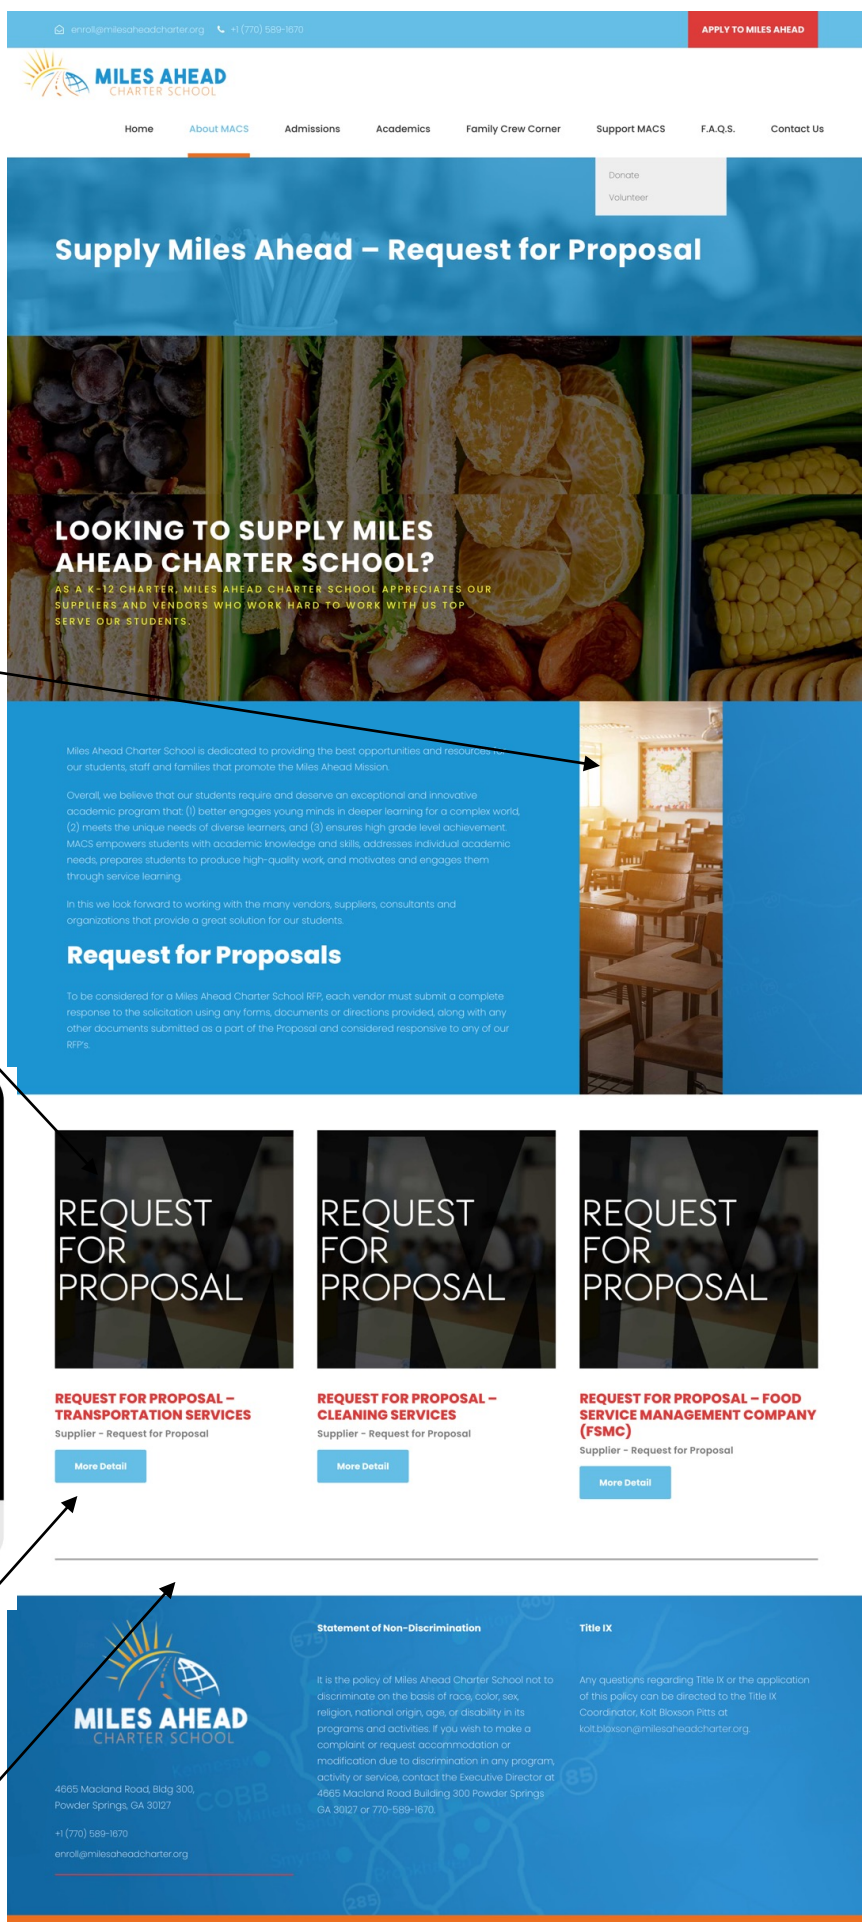 enroll@milesaheadcharter.org +1 (770) 589-1670
APPLY TO MILES AHEAD
MILES AHEAD
CHARTER SCHOOL
Home About MACS Admissions Academics Family Crew Corner Support MACS F.A.Q.S. Contact Us
Donate
Volunteer
Supply Miles Ahead – Request for Proposal
LOOKING TO SUPPLY MILES
AHEAD CHARTER SCHOOL?
AS A K-12 CHARTER, MILES AHEAD CHARTER SCHOOL APPRECIATES OUR
SUPPLIERS AND VENDORS WHO WORK HARD TO WORK WITH US TOP
SERVE OUR STUDENTS.
Miles Ahead Charter School is dedicated to providing the best opportunities and resources for
our students, staff and families that promote the Miles Ahead Mission.
Overall, we believe that our students require and deserve an exceptional and innovative
academic program that: (1) better engages young minds in deeper learning for a complex world,
(2) meets the unique needs of diverse learners, and (3) ensures high grade level achievement.
MACS empowers students with academic knowledge and skills, addresses individual academic
needs, prepares students to produce high-quality work, and motivates and engages them
through service learning.
In this we look forward to working with the many vendors, suppliers, consultants and
organizations that provide a great solution for our students.
Request for Proposals
To be considered for a Miles Ahead Charter School RFP, each vendor must submit a complete
response to the solicitation using any forms, documents or directions provided, along with any
other documents submitted as a part of the Proposal and considered responsive to any of our
RFP's.
REQUEST
FOR
PROPOSAL
REQUEST
FOR
PROPOSAL
REQUEST
FOR
PROPOSAL
REQUEST FOR PROPOSAL –
TRANSPORTATION SERVICES
Supplier - Request for Proposal
More Detail
REQUEST FOR PROPOSAL –
CLEANING SERVICES
Supplier - Request for Proposal
More Detail
REQUEST FOR PROPOSAL – FOOD
SERVICE MANAGEMENT COMPANY
(FSMC)
Supplier - Request for Proposal
More Detail
MILES AHEAD
CHARTER SCHOOL
4665 Macland Road, Bldg 300,
Powder Springs, GA 30127
+1 (770) 589-1670
enroll@milesaheadcharter.org
Statement of Non-Discrimination
It is the policy of Miles Ahead Charter School not to
discriminate on the basis of race, color, sex,
religion, national origin, age, or disability in its
programs and activities. If you wish to make a
complaint or request accommodation or
modification due to discrimination in any program,
activity or service, contact the Executive Director at
4665 Macland Road Building 300 Powder Springs
GA 30127 or 770-589-1670.
Title IX
Any questions regarding Title IX or the application
of this policy can be directed to the Title IX
Coordinator, Kolt Bloxson Pitts at
kolt.bloxson@milesaheadcharter.org.
575
400
COBB
85
285